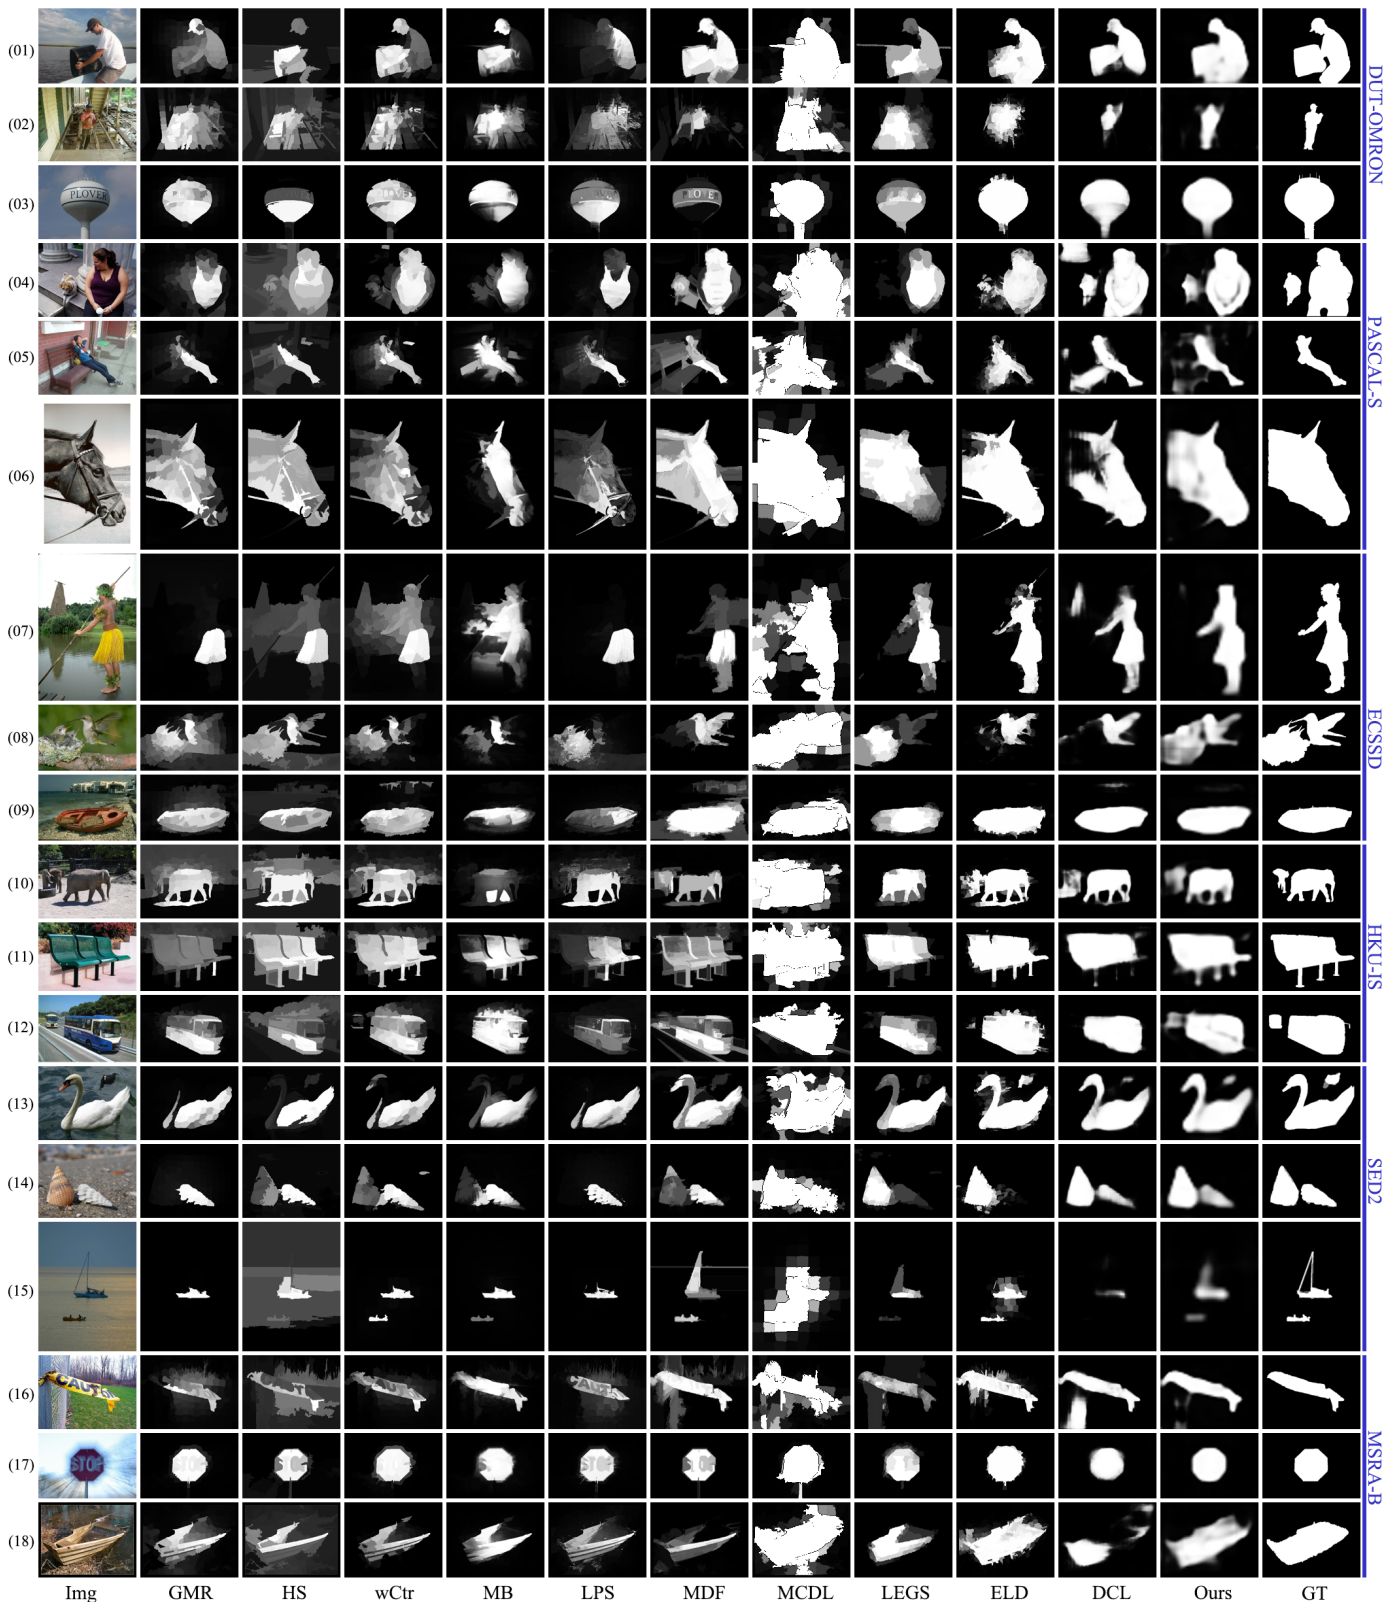 (01)
(02)
(03)
PLOVER
(04)
(05)
(06)
(07)
(08)
(09)
(10)
(11)
(12)
(13)
(14)
(15)
(16)
CAUT
(17)
STOP
(18)
DUT-OMRON
PASCAL-S
ECSSD
HKU-IS
SED2
MSRA-B
Img GMR HS wCtr MB LPS MDF MCDL LEGS ELD DCL Ours GT